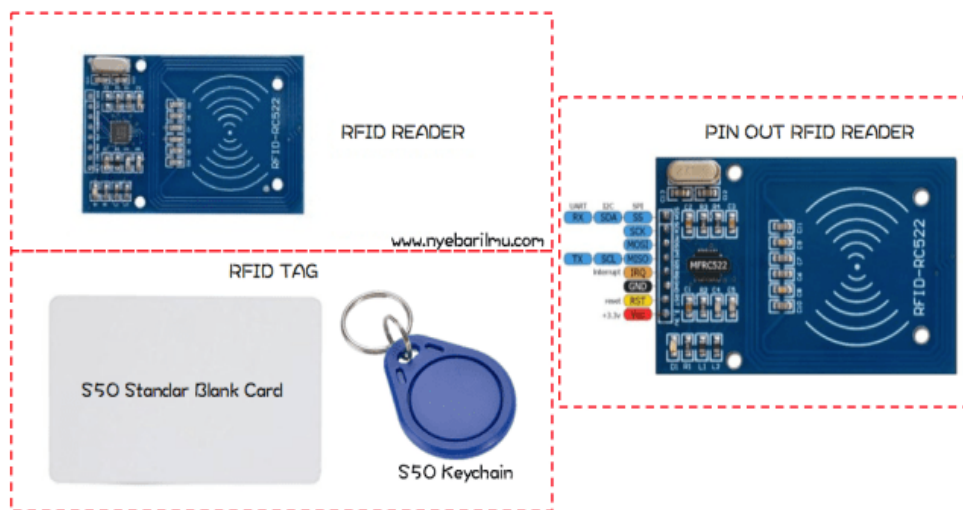 RFID-RC522
RFID READER
www.nyebarilmu.com
RFID TAG
S50 Standar Blank Card
S50 Keychain
PIN OUT RFID READER
UART I2C SPI
RX SDA SS
SCK
MOSI
TX SCL MISO
Interrupt IRQ
GND
reset RST
+3.3v
MFRC522
RFID-RC522